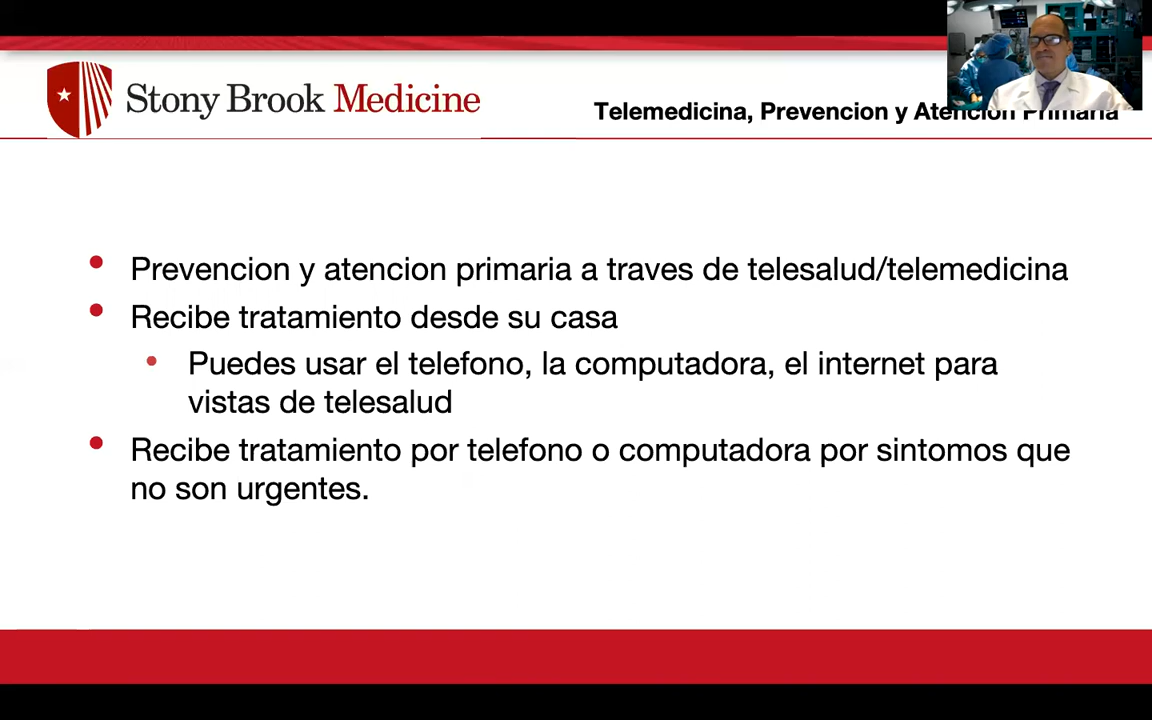 Stony Brook Medicine
Telemedicina, Prevencion y Atencion Primaria
Prevencion y atencion primaria a traves de telesalud/telemedicina
Recibe tratamiento desde su casa
Puedes usar el telefono, la computadora, el internet para
vistas de telesalud
Recibe tratamiento por telefono o computadora por sintomos que
no son urgentes.